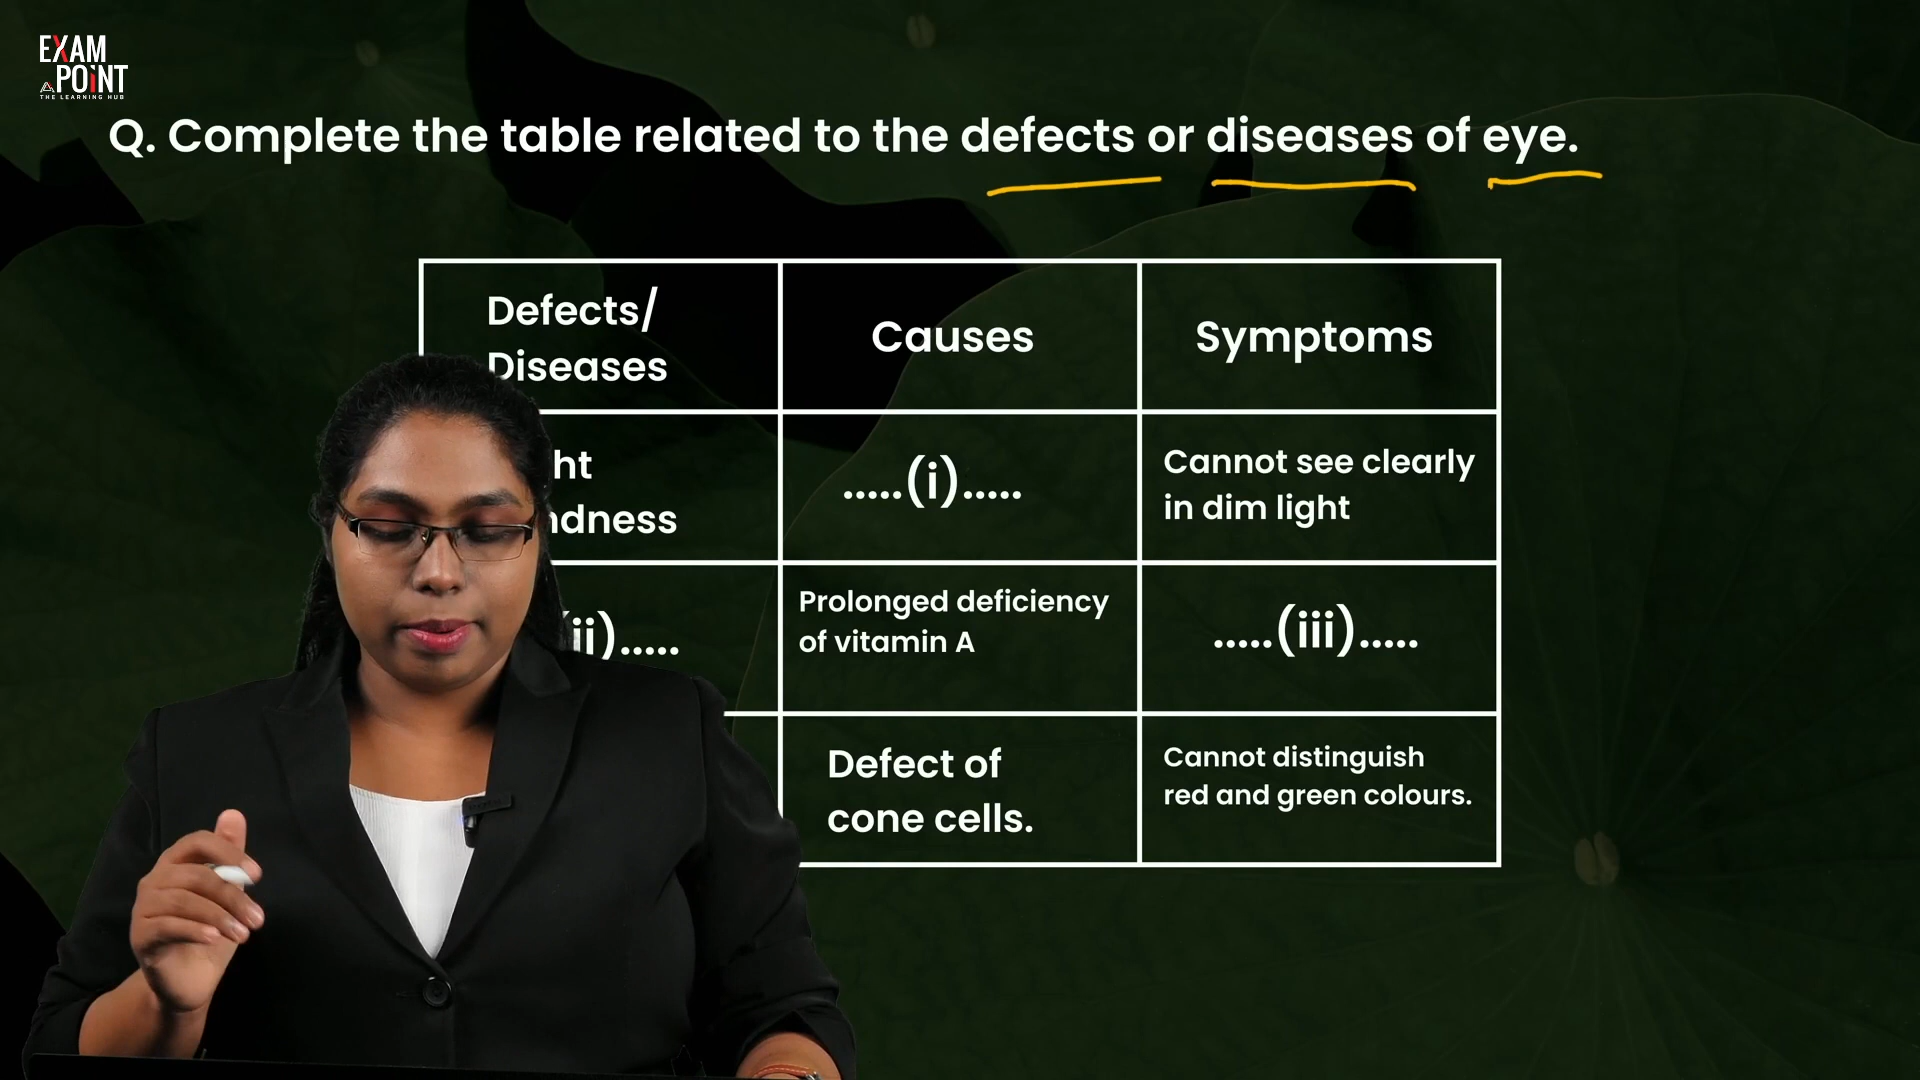 EXAM
POINT
THE LEARNING HUB
Q. Complete the table related to the defects or diseases of eye.
Defects/
Diseases
Causes
Symptoms
ht
ndness
.....(i).....
Cannot see clearly
in dim light
(ii).....
Prolonged deficiency
of vitamin A
.....(iii).....
Defect of
cone cells.
Cannot distinguish
red and green colours.